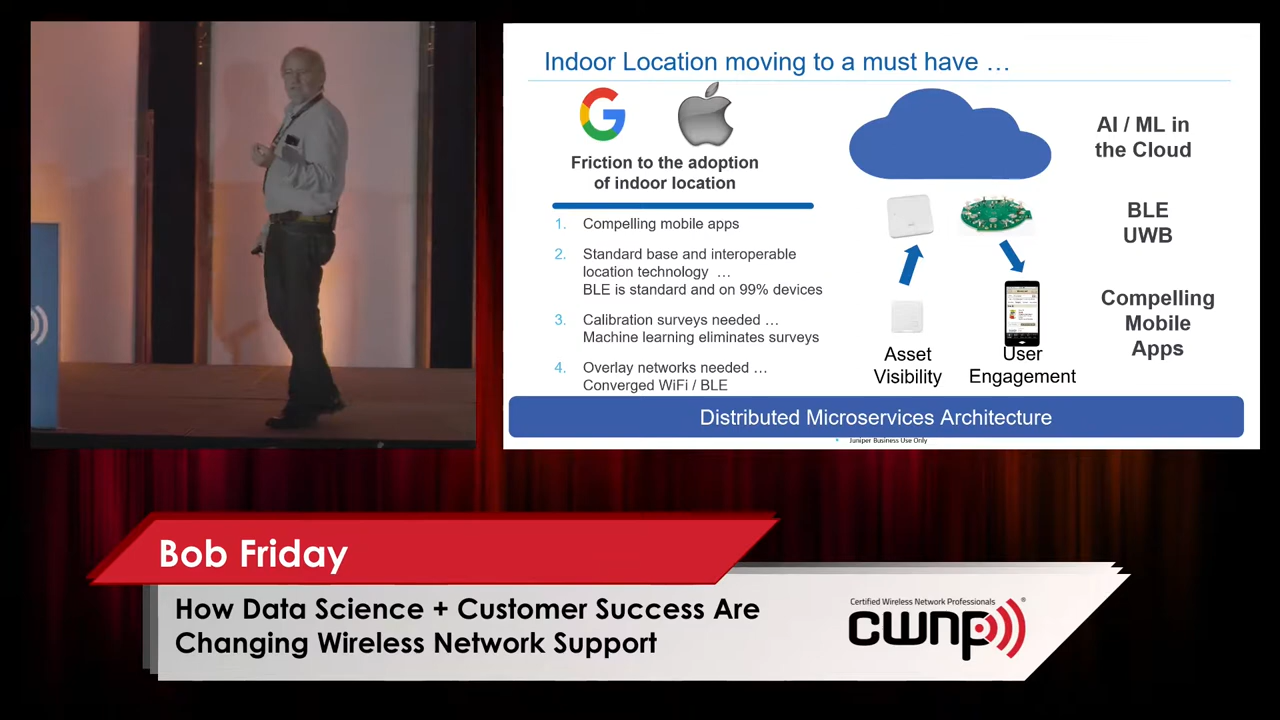 Indoor Location moving to a must have …
Friction to the adoption
of indoor location
1. Compelling mobile apps
2. Standard base and interoperable
location technology …
BLE is standard and on 99% devices
3. Calibration surveys needed …
Machine learning eliminates surveys
4. Overlay networks needed …
Converged WiFi / BLE
AI / ML in
the Cloud
BLE
UWB
Compelling
Mobile
Apps
Asset
Visibility
User
Engagement
Distributed Microservices Architecture
Juniper Business Use Only
Bob Friday
How Data Science + Customer Success Are
Changing Wireless Network Support
Certified Wireless Network Professionals
cwnp